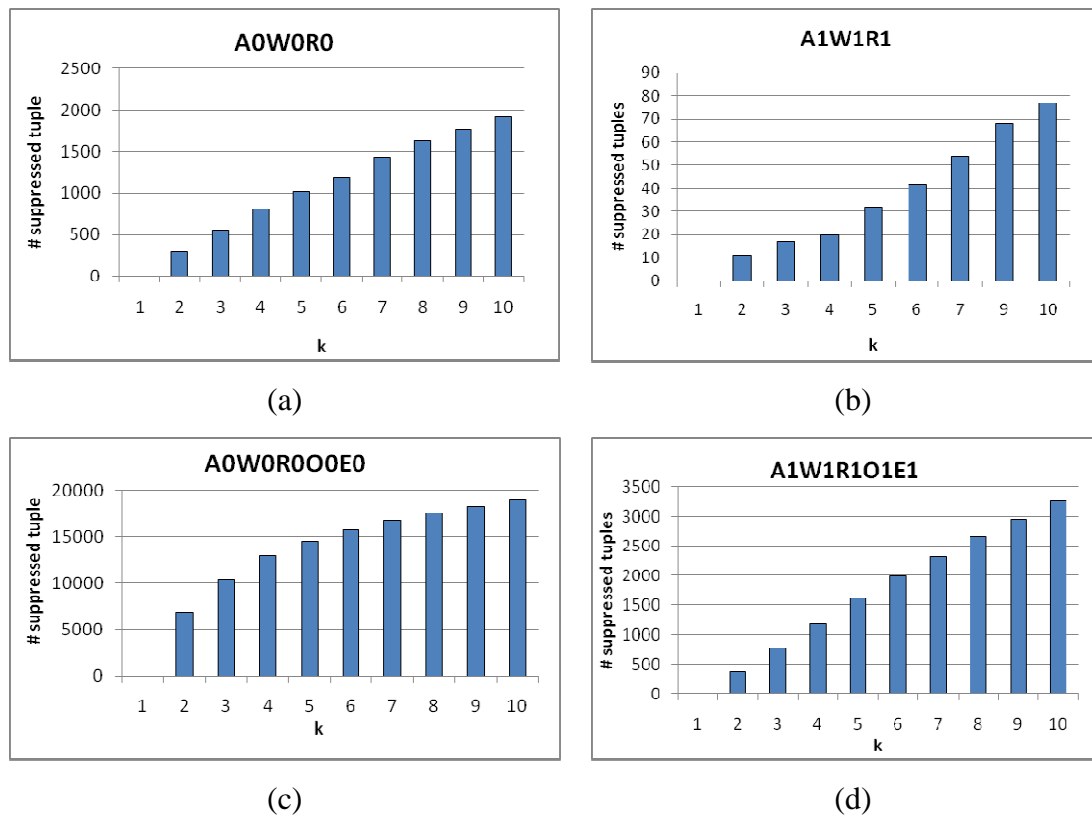 A0W0R0
2500
2000
1500
1000
500
0
# suppressed tuple
1 2 3 4 5 6 7 8 9 10
k
(a)
A1W1R1
90
80
70
60
50
40
30
20
10
0
# suppressed tuples
1 2 3 4 5 6 7 9 10
k
(b)
A0W0R0O0E0
20000
15000
10000
5000
0
# suppressed tuple
1 2 3 4 5 6 7 8 9 10
k
(c)
A1W1R1O1E1
3500
3000
2500
2000
1500
1000
500
0
# suppressed tuples
1 2 3 4 5 6 7 8 9 10
k
(d)